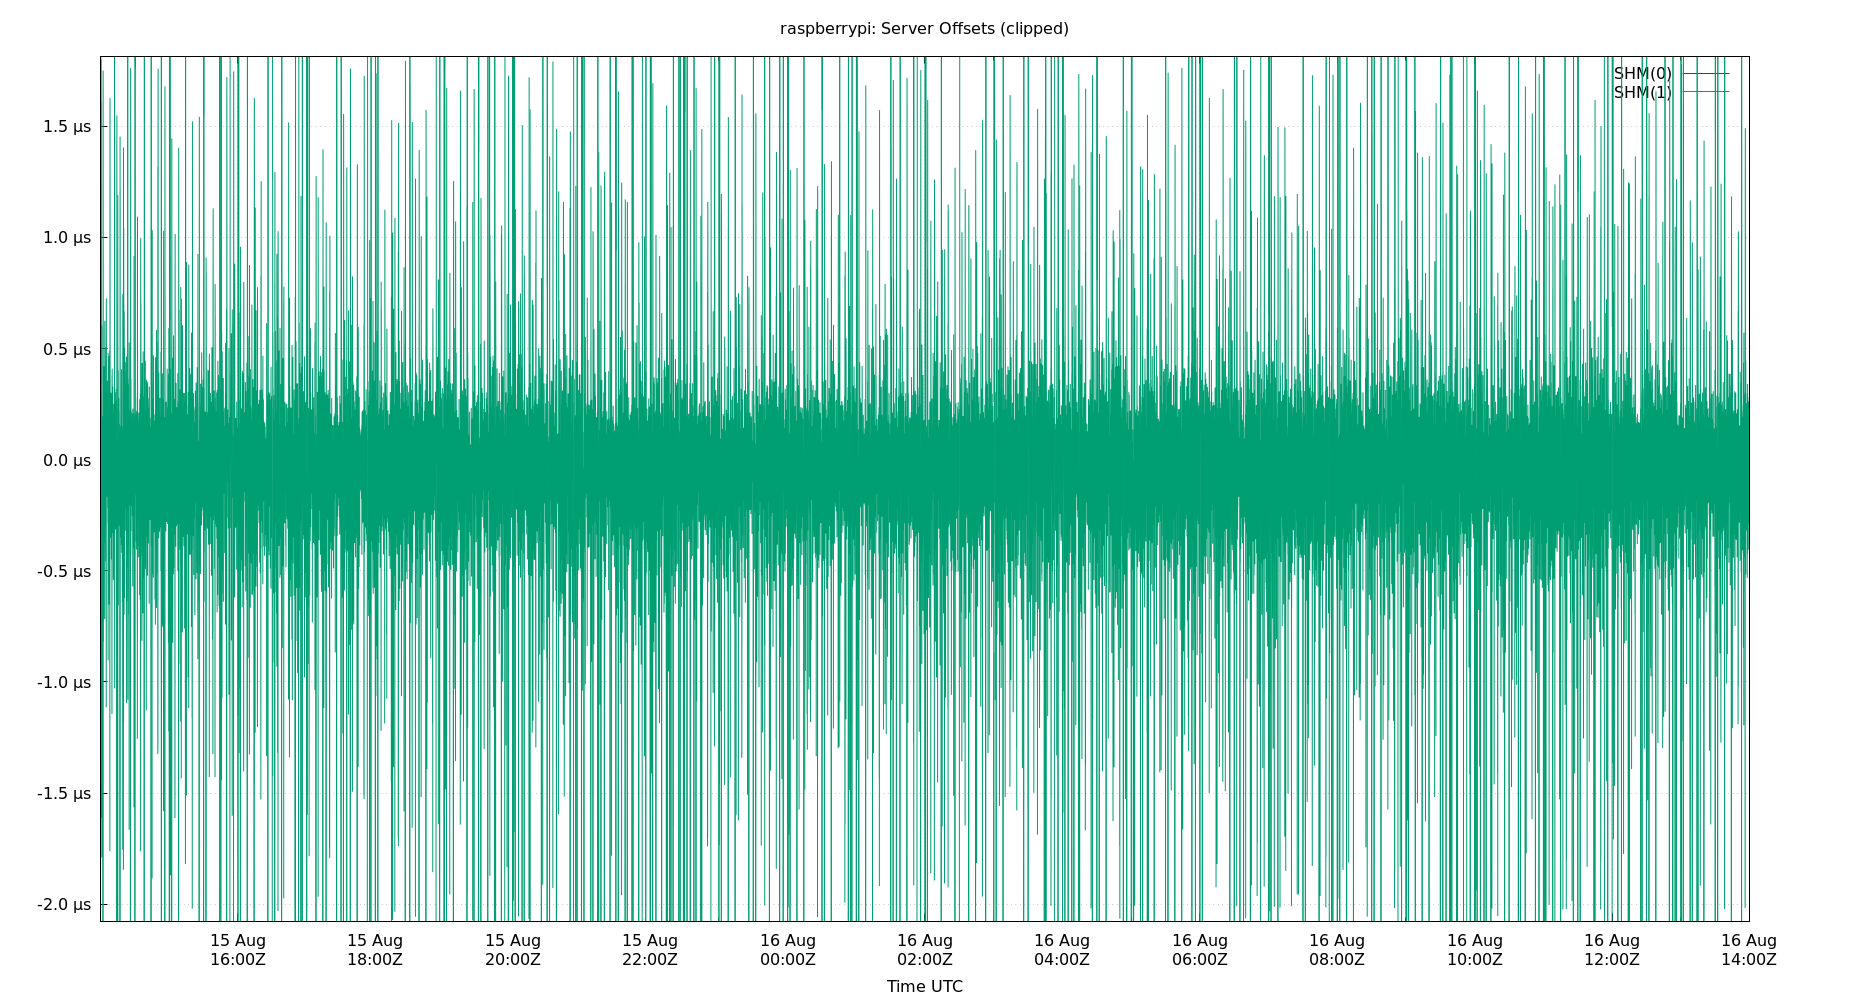 raspberrypi: Server Offsets (clipped)
SHM(0)
SHM(1)
1.5 µs
1.0 µs
0.5 µs
0.0 µs
-0.5 µs
-1.0 µs
-1.5 µs
-2.0 µs
15 Aug 15 Aug 15 Aug 15 Aug 16 Aug 16 Aug 16 Aug 16 Aug 16 Aug 16 Aug 16 Aug 16 Aug
16:00Z 18:00Z 20:00Z 22:00Z 00:00Z 02:00Z 04:00Z 06:00Z 08:00Z 10:00Z 12:00Z 14:00Z
Time UTC